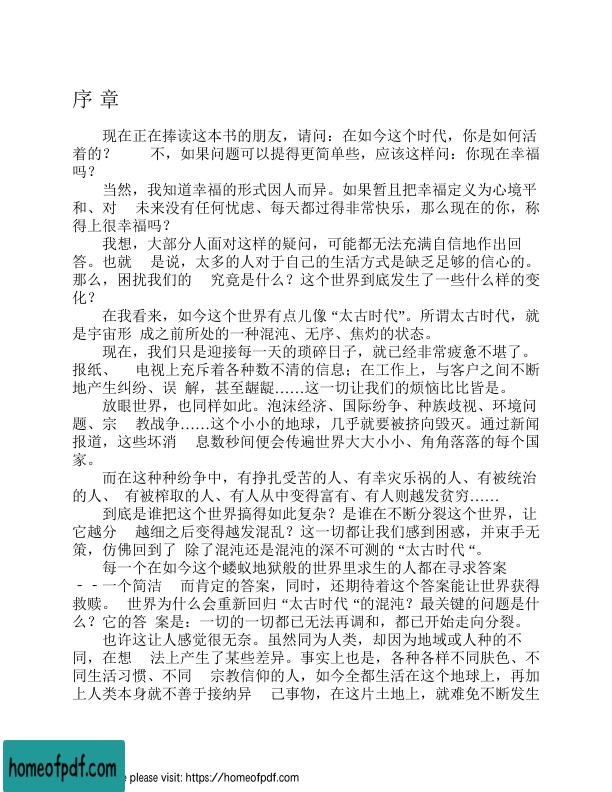 序 章
现在正在捧读这本书的朋友，请问：在如今这个时代，你是如何活
着的？ 不，如果问题可以提得更简单些，应该这样问：你现在幸福
吗？
当然，我知道幸福的形式因人而异。如果暂且把幸福定义为心境平
和、对 未来没有任何忧虑、每天都过得非常快乐，那么现在的你，称
得上很幸福吗？
我想，大部分人面对这样的疑问，可能都无法充满自信地作出回
答。也就 是说，太多的人对于自己的生活方式是缺乏足够的信心的。
那么，困扰我们的 究竟是什么？这个世界到底发生了一些什么样的变
化？
在我看来，如今这个世界有点儿像 “太古时代”。所谓太古时代，就
是宇宙形 成之前所处的一种混沌、无序、焦灼的状态。
现在，我们只是迎接每一天的琐碎日子，就已经非常疲惫不堪了。
报纸、 电视上充斥着各种数不清的信息；在工作上，与客户之间不断
地产生纠纷、误 解，甚至龌龊……这一切让我们的烦恼比比皆是。
放眼世界，也同样如此。泡沫经济、国际纷争、种族歧视、环境问
题、宗 教战争……这个小小的地球，几乎就要被挤向毁灭。通过新闻
报道，这些坏消 息数秒间便会传遍世界大大小小、角角落落的每个国
家。
而在这种种纷争中，有挣扎受苦的人、有幸灾乐祸的人、有被统治
的人、 有被榨取的人、有人从中变得富有、有人则越发贫穷……
到底是谁把这个世界搞得如此复杂？是谁在不断分裂这个世界，让
它越分 越细之后变得越发混乱？这一切都让我们感到困惑，并束手无
策，仿佛回到了 除了混沌还是混沌的深不可测的 “太古时代 “。
每一个在如今这个蝼蚁地狱般的世界里求生的人都在寻求答案
﹣﹣一个简洁 而肯定的答案，同时，还期待着这个答案能让世界获得
救赎。 世界为什么会重新回归 “太古时代 “的混沌？最关键的问题是什
么？它的答 案是：一切的一切都已无法再调和，都已开始走向分裂。
也许这让人感觉很无奈。虽然同为人类，却因为地域或人种的不
同，在想 法上产生了某些差异。事实上也是，各种各样不同肤色、不
同生活习惯、不同 宗教信仰的人，如今全都生活在这个地球上，再加
上人类本身就不善于接纳异 己事物，在这片土地上，就难免不断发生
homeofpdf.com
e please visit: https://homeofpdf.com